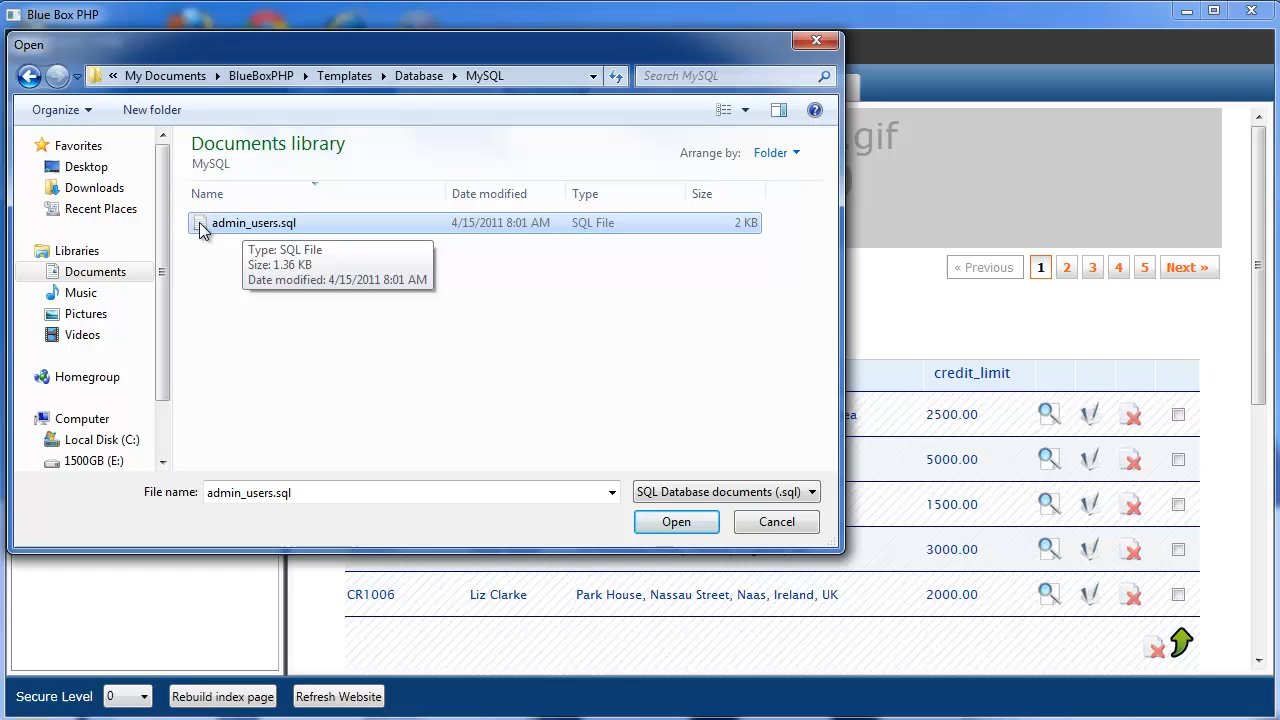 Blue Box PHP
Open
« My Documents BlueBoxPHP Templates Database MySQL
Search MySQL
Organize New folder
Favorites
Desktop
Downloads
Recent Places
Libraries
Documents
Music
Pictures
Videos
Homegroup
Computer
Local Disk (C:)
1500GB (E:)
Documents library
MySQL
Arrange by: Folder
Name Date modified Type Size
admin_users.sql 4/15/2011 8:01 AM SQL File 2 KB
Type: SQL File
Size: 1.36 KB
Date modified: 4/15/2011 8:01 AM
File name: admin_users.sql
SQL Database documents (.sql)
Open Cancel
.gif
« Previous 1 2 3 4 5 Next »
credit_limit
2500.00
5000.00
1500.00
3000.00
CR1006 Liz Clarke Park House, Nassau Street, Naas, Ireland, UK 2000.00
Secure Level 0 Rebuild index page Refresh Website